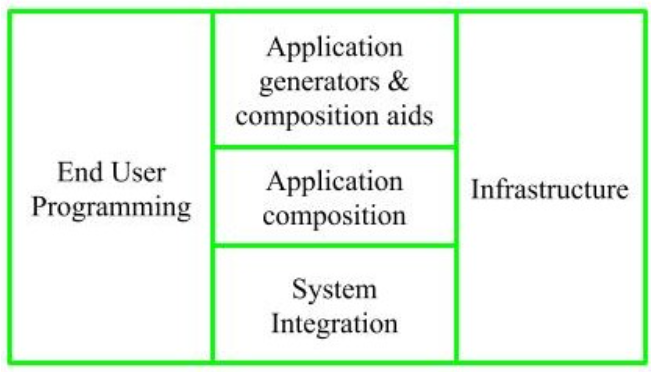 End User
Programming
Application
generators &
composition aids
Application
composition
System
Integration
Infrastructure